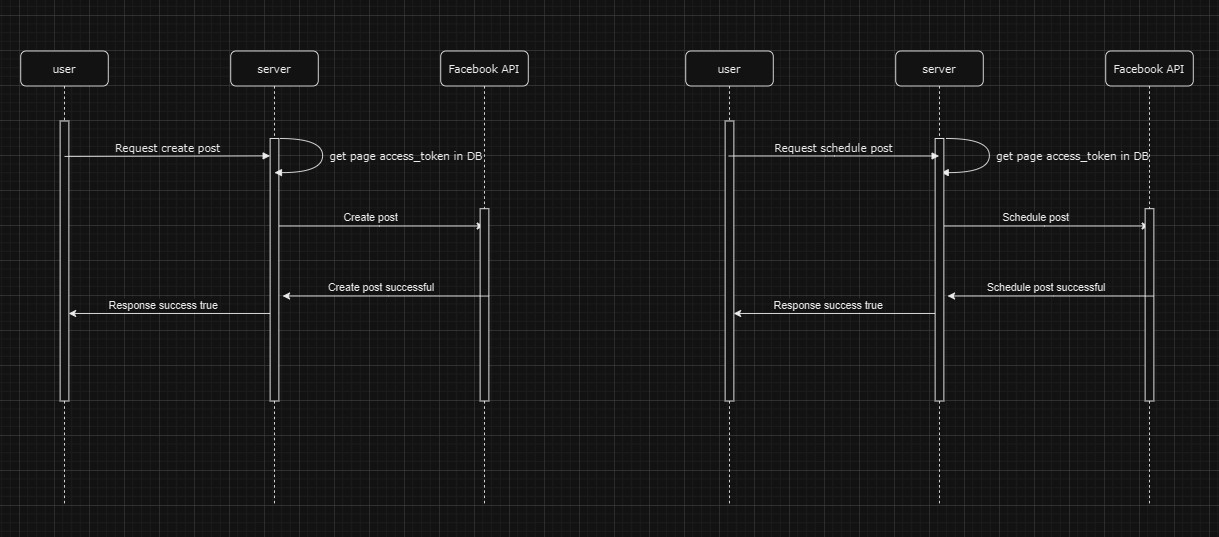 user
server
Facebook API
Request create post
get page access_token in DB
Create post
Create post successful
Response success true
user
server
Facebook API
Request schedule post
get page access_token in DB
Schedule post
Schedule post successful
Response success true